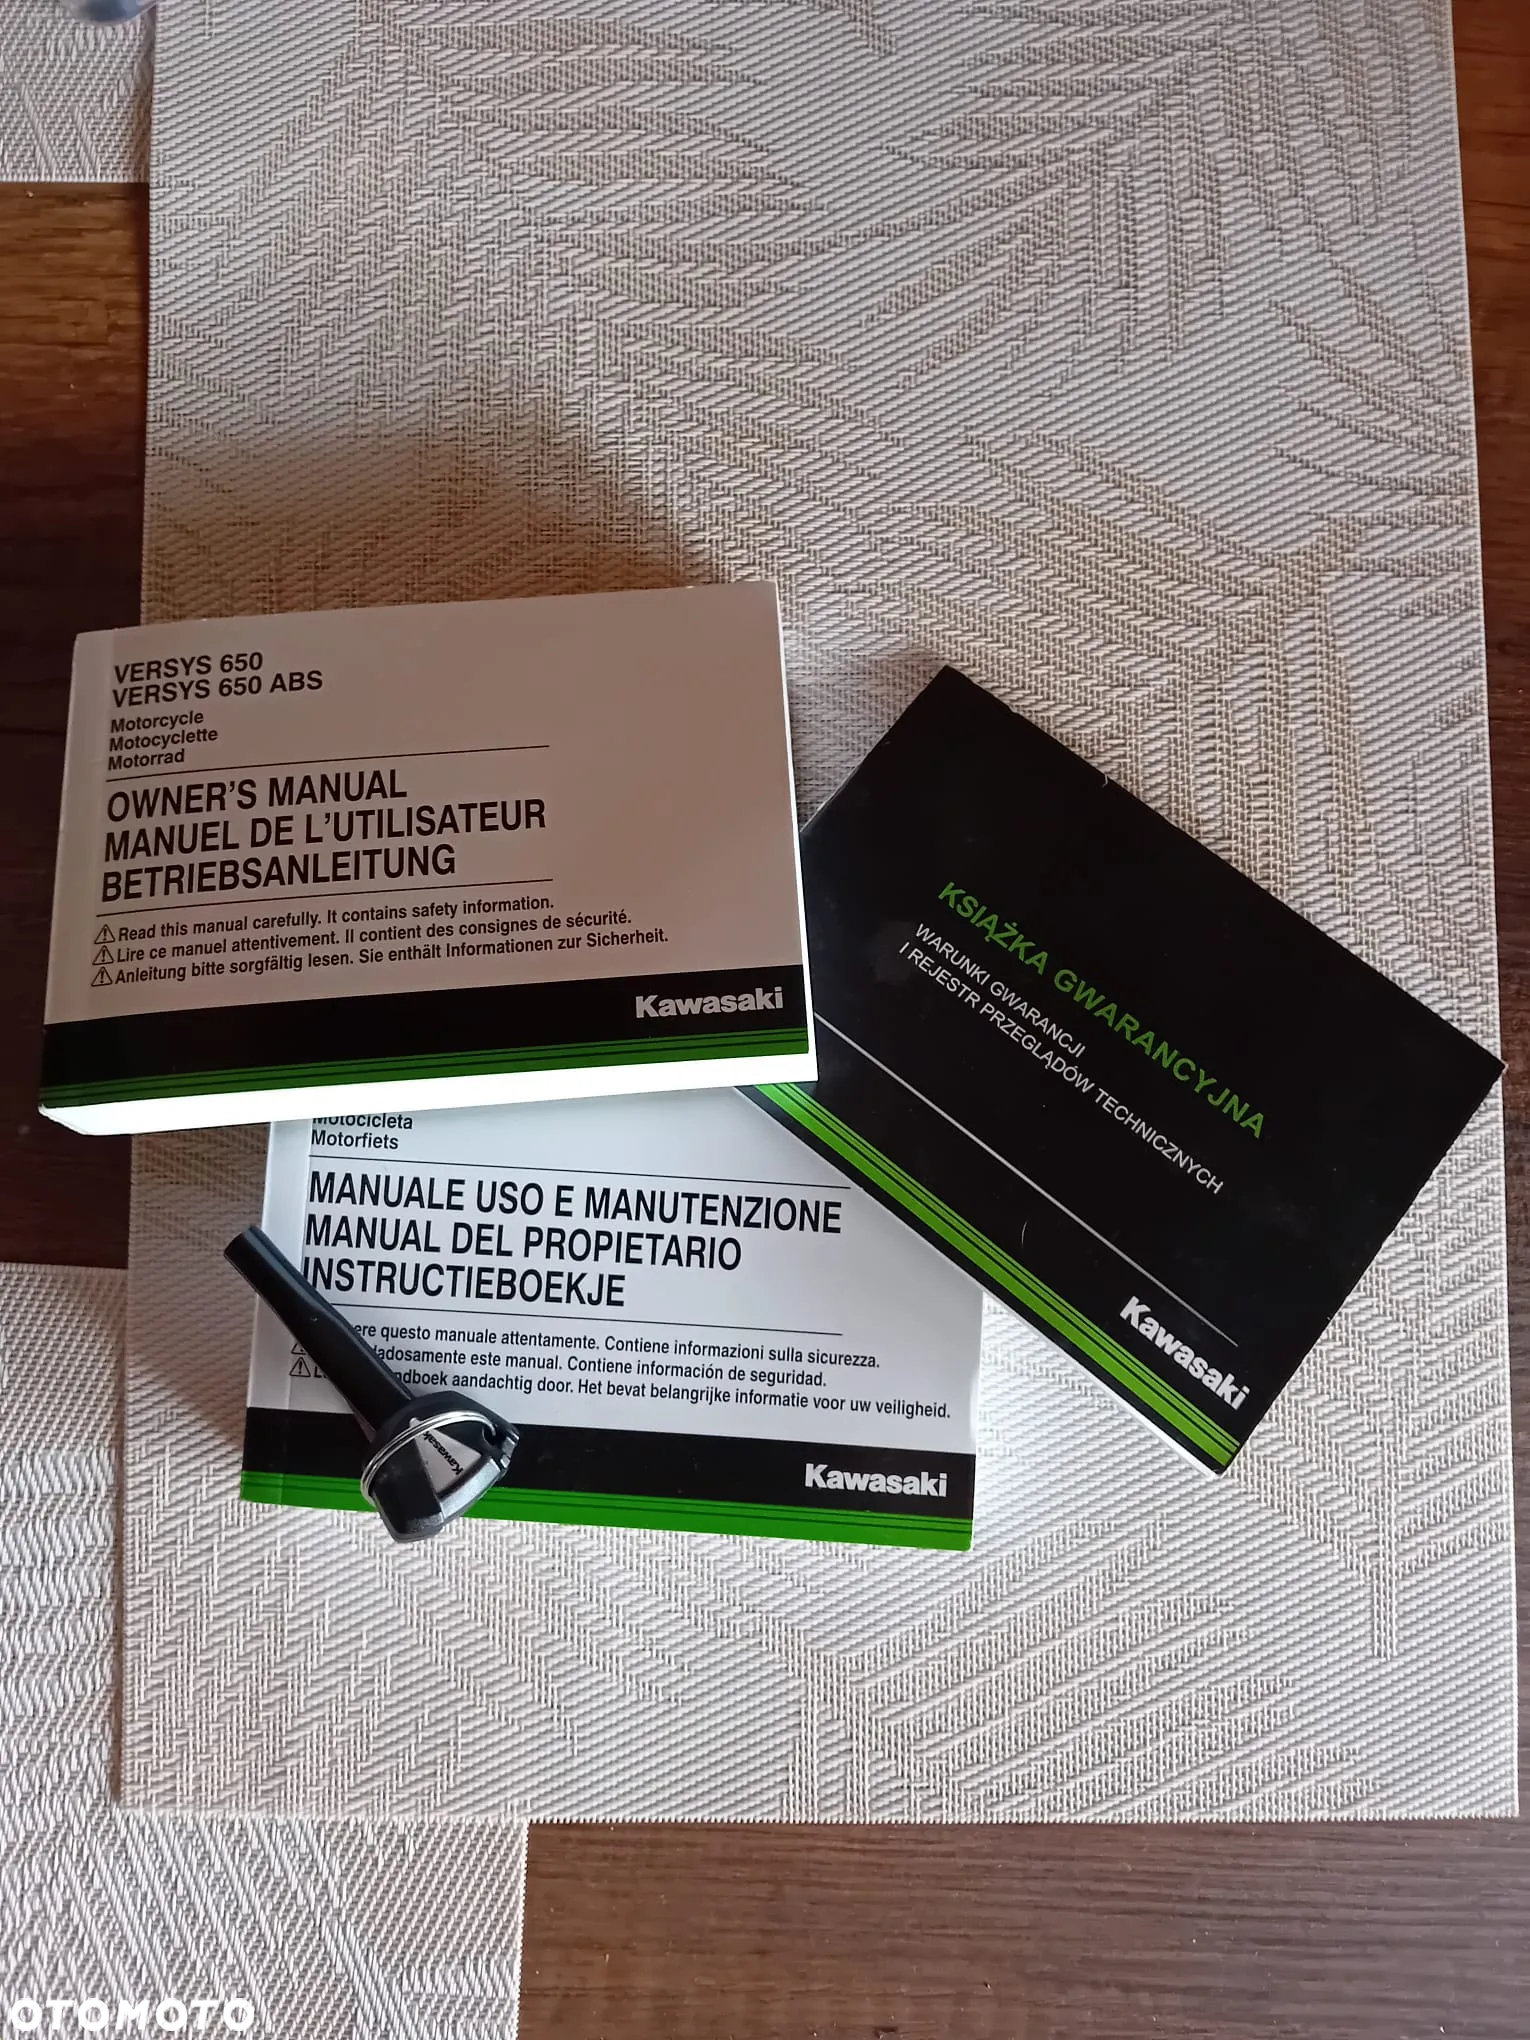 VERSYS 650
VERSYS 650 ABS
Motorcycle
Motocyclette
Motorrad
OWNER'S MANUAL
MANUEL DE L'UTILISATEUR
BETRIEBSANLEITUNG
Read this manual carefully. It contains safety information.
Lire ce manuel attentivement. Il contient des consignes de sécurité.
Anleitung bitte sorgfältig lesen. Sie enthält Informationen zur Sicherheit.
Kawasaki
KSIĄŻKA GWARANCYJNA
WARUNKI GWARANCJI
I REJESTR PRZEGLĄDÓW TECHNICZNYCH
Kawasaki
Motocicleta
Motorfiets
MANUALE USO E MANUTENZIONE
MANUAL DEL PROPIETARIO
INSTRUCTIEBOEKJE
questo manuale attentamente. Contiene informazioni sulla sicurezza.
este manual. Contiene información de seguridad.
aandachtig door. Het bevat belangrijke informatie voor uw veiligheid.
Kawasaki
Kawasaki
OTOMOTO